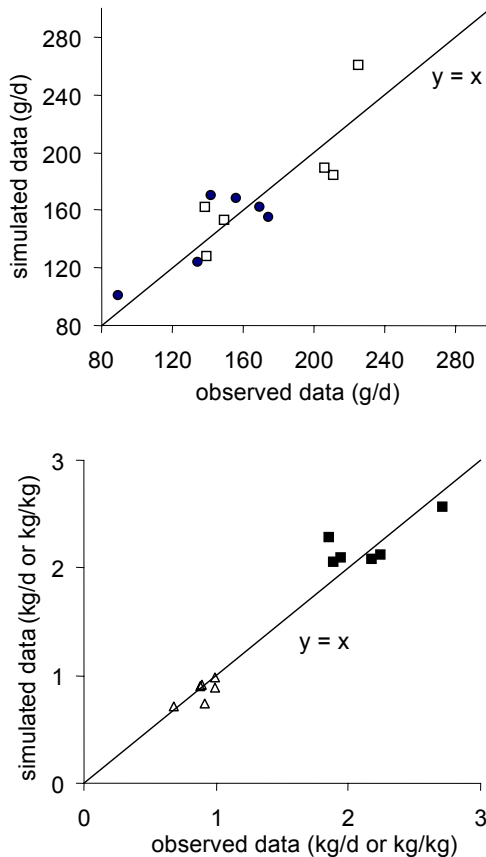 280
240
200
160
120
80
simulated data (g/d)
y = x
80 120 160 200 240 280
observed data (g/d)
3
2
1
0
simulated data (kg/d or kg/kg)
y = x
0 1 2 3
observed data (kg/d or kg/kg)